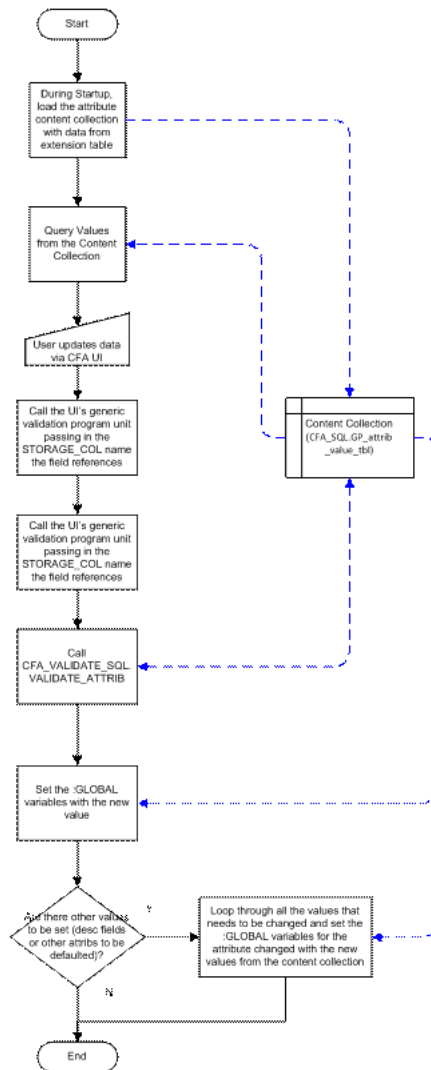 Start
During Startup,
load the attribute
content collection
with data from
extension table
Query Values
from the Content
Collection
User updates data
via CFA UI
Call the UI's generic
validation program unit
passing in the
STORAGE_COL name
the field references
Content Collection
(CFA_SQL.GP_attrib
_value_tbl)
Call the UI's generic
validation program unit
passing in the
STORAGE_COL name
the field references
Call
CFA_VALIDATE_SQL.
VALIDATE_ATTRIB
Set the :GLOBAL
variables with the new
value
Are there other values
to be set (desc fields
or other attribs to be
defaulted)?
Y
Loop through all the values that
needs to be changed and set the
:GLOBAL variables for the
attribute changed with the new
values from the content collection
N
End